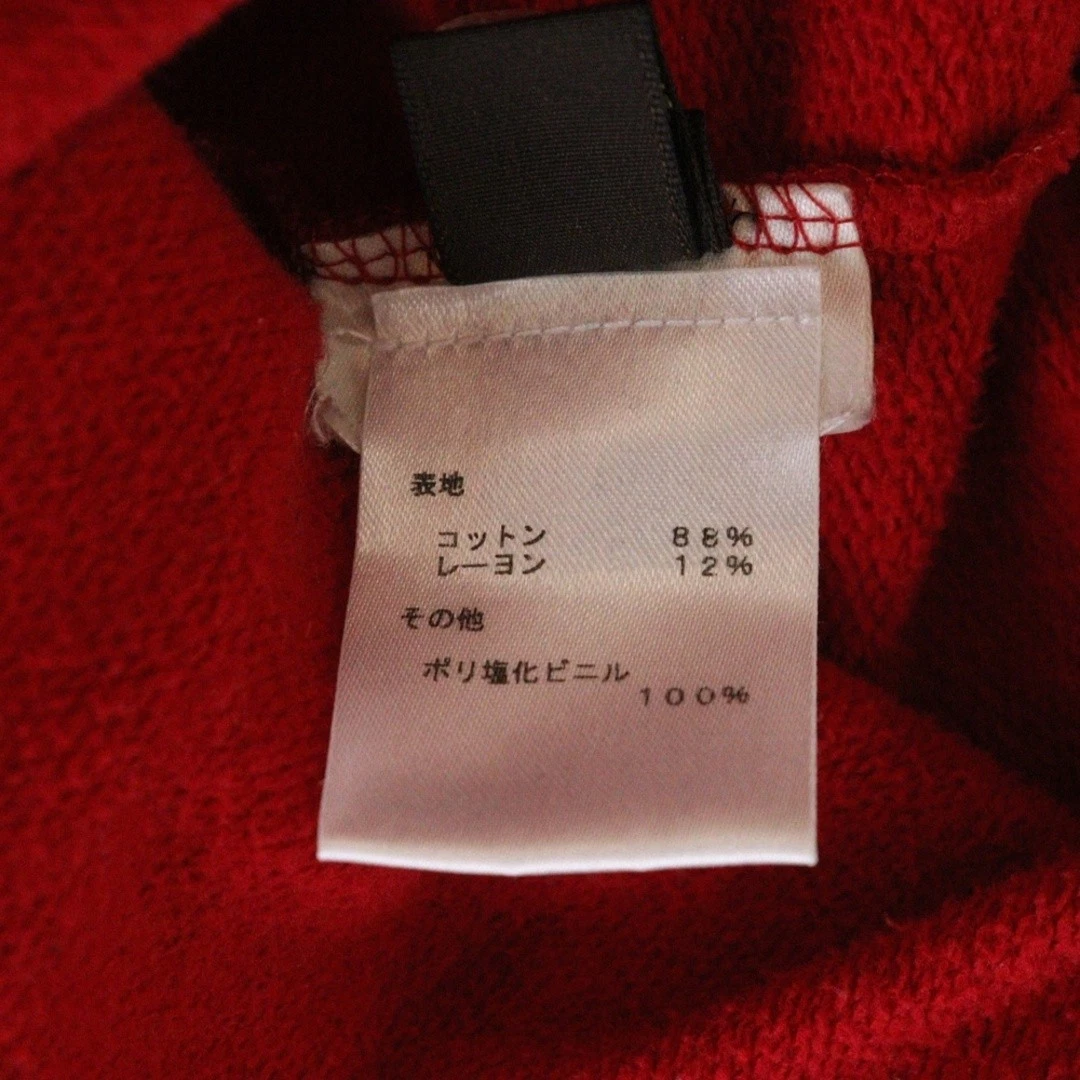 表地
コットン 88%
レーヨン 12%
その他
ポリ塩化ビニル
100%